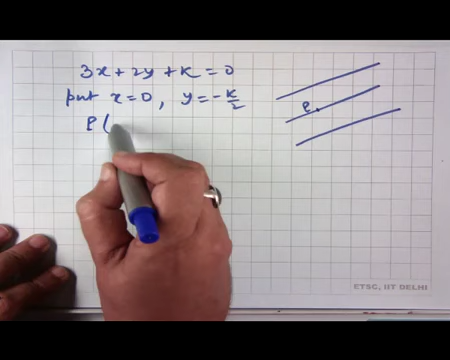 3x + 2y + K = 0
put x = 0, y = -K/2
P (
P
ETSC, IIT DELHI